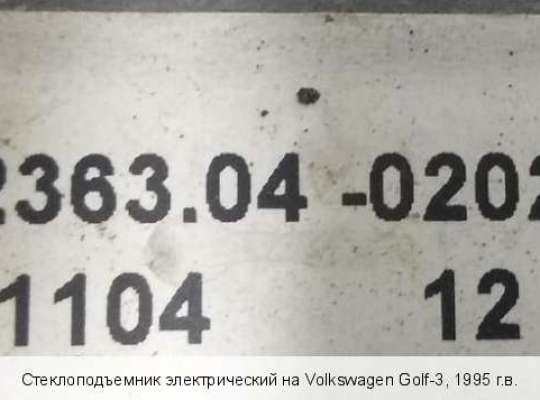 2363.04 -0202
1104 12
Стеклоподъемник электрический на Volkswagen Golf-3, 1995 г.в.